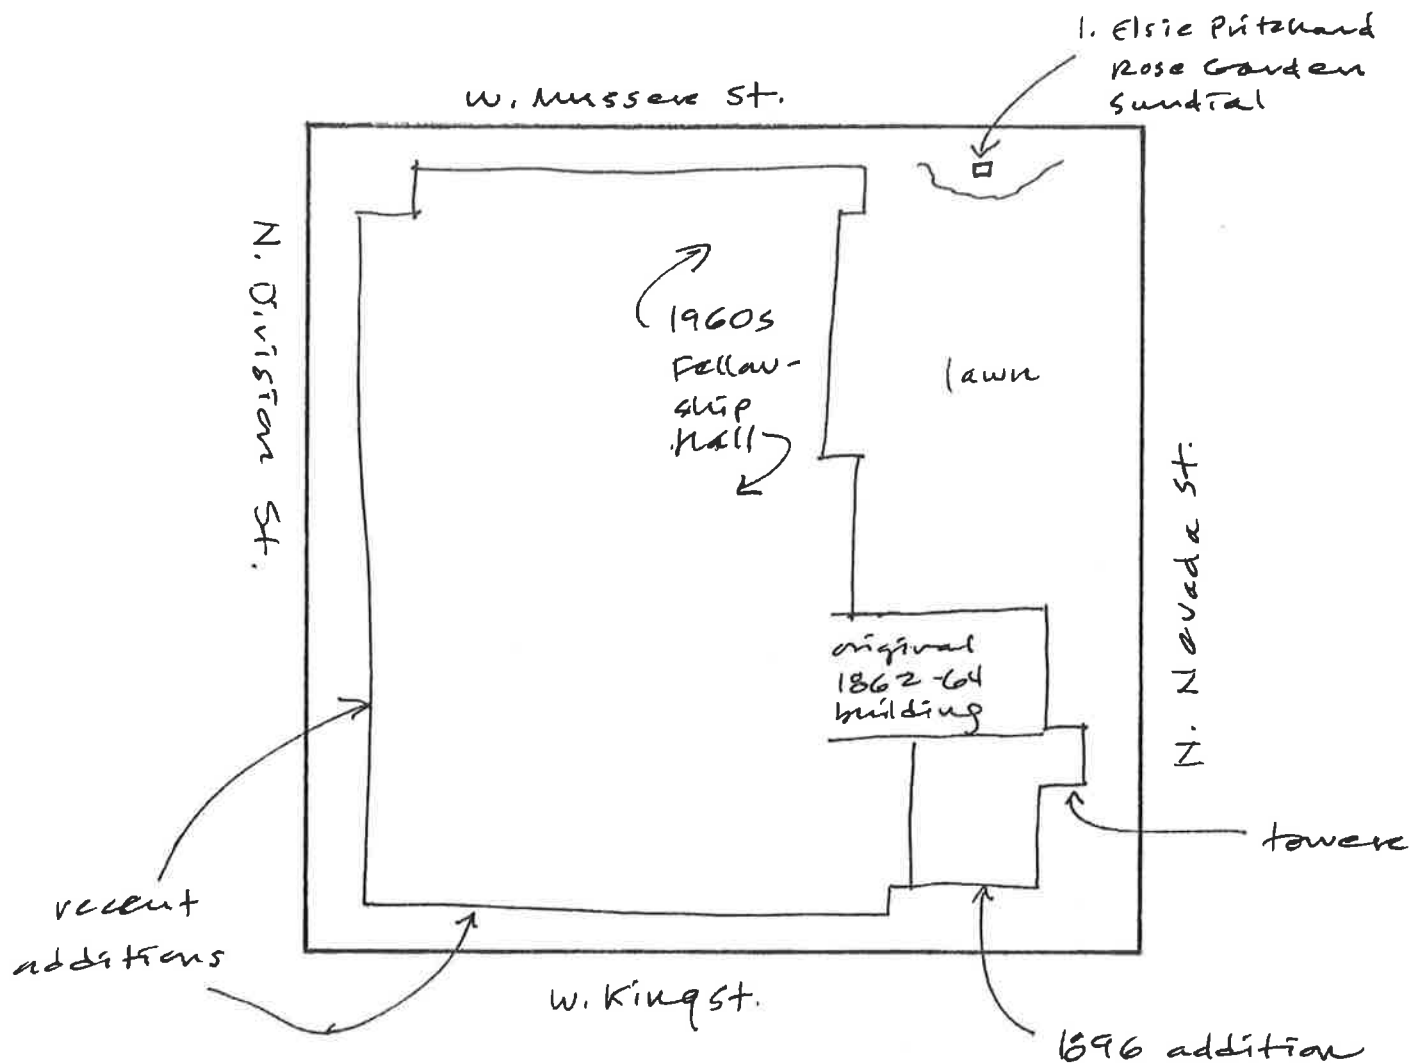 1. Elsie Pritchard
Rose Garden
Sundial
W. Musser St.
N. Division St.
1960s
Fellow-
ship
Hall
lawn
N. Nevada St.
original
1862-64
building
tower
recent
additions
W. King St.
1896 addition